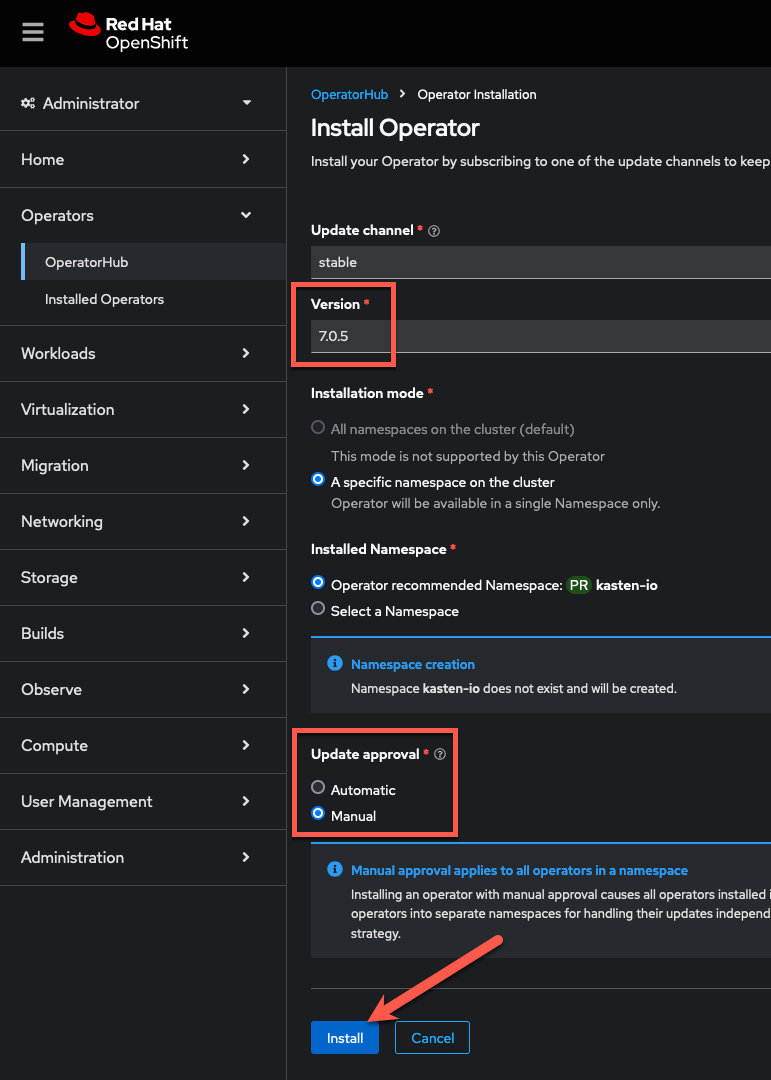 Red Hat
OpenShift
Administrator
Home
Operators
OperatorHub
Installed Operators
Workloads
Virtualization
Migration
Networking
Storage
Builds
Observe
Compute
User Management
Administration
OperatorHub > Operator Installation
Install Operator
Install your Operator by subscribing to one of the update channels to keep
Update channel *
stable
Version *
7.0.5
Installation mode *
All namespaces on the cluster (default)
This mode is not supported by this Operator
A specific namespace on the cluster
Operator will be available in a single Namespace only.
Installed Namespace *
Operator recommended Namespace: PR kasten-io
Select a Namespace
Namespace creation
Namespace kasten-io does not exist and will be created.
Update approval *
Automatic
Manual
Manual approval applies to all operators in a namespace
Installing an operator with manual approval causes all operators installed
operators into separate namespaces for handling their updates independ
strategy.
Install
Cancel